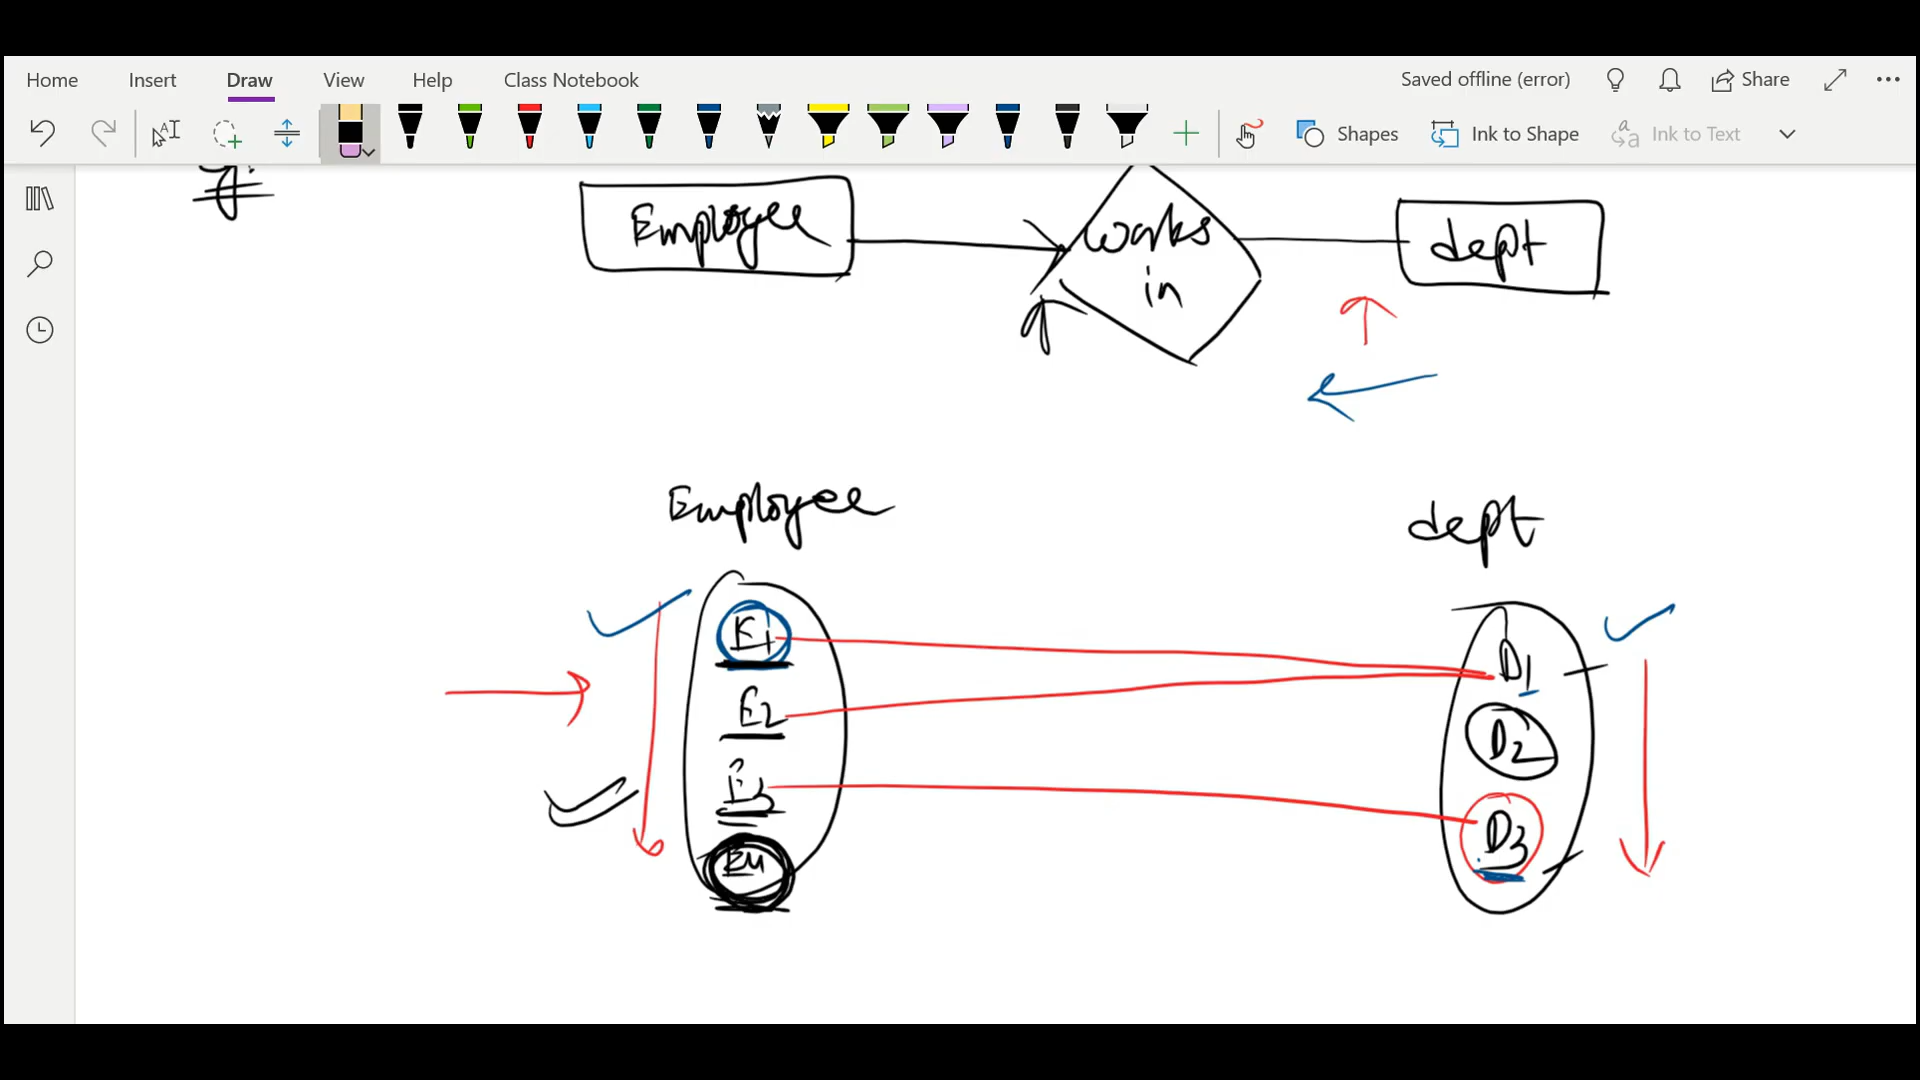 Home Insert Draw View Help Class Notebook Saved offline (error) Share
Shapes Ink to Shape Ink to Text
Employee works in dept
Employee dept
E1 D1
E2 D2
E3 D3
E4